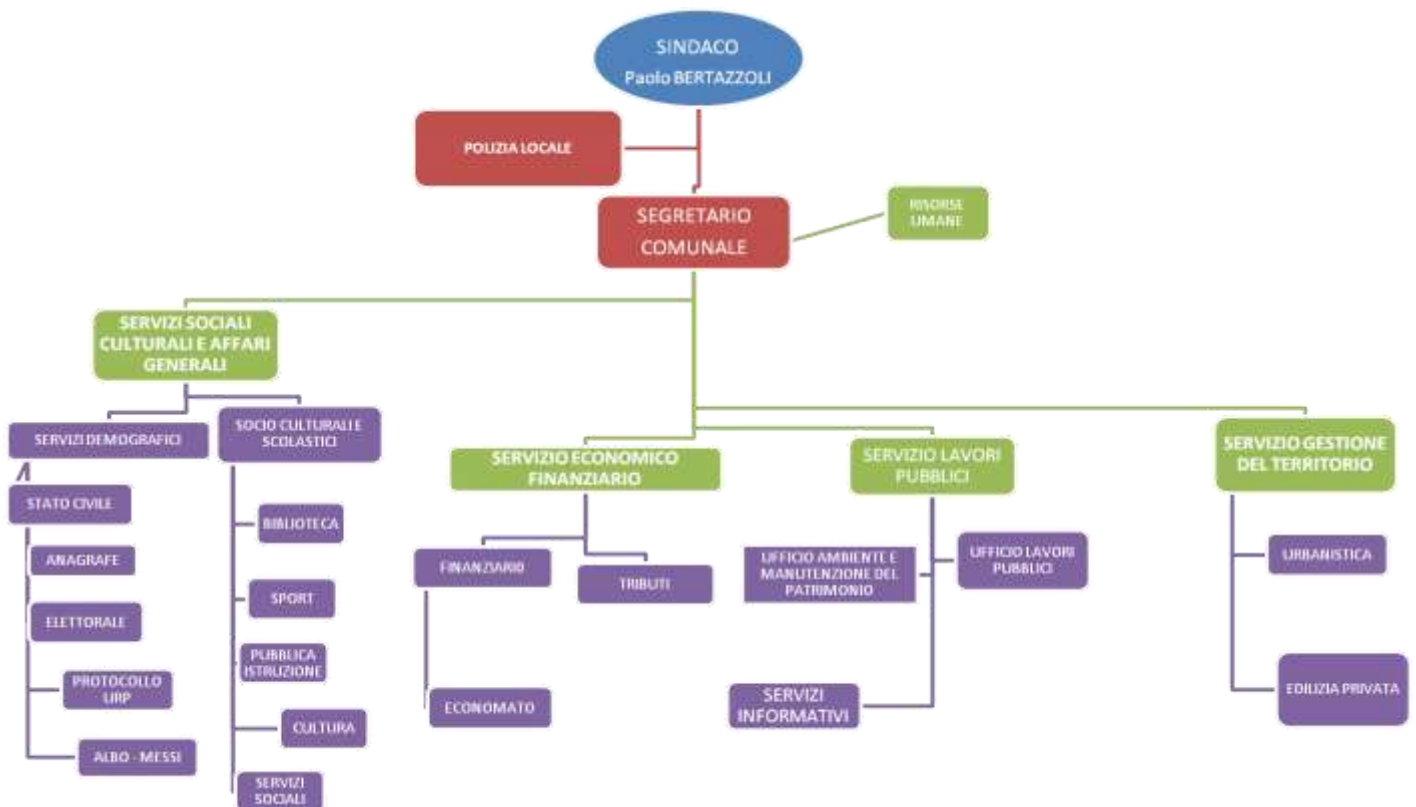 SINDACO
Paolo BERTAZZOLI
POLIZIA LOCALE
SEGRETARIO
COMUNALE
RISORSE
UMANE
SERVIZI SOCIALI
CULTURALI E AFFARI
GENERALI
SERVIZI DEMOGRAFICI
SOCIO CULTURALI E
SCOLASTICI
STATO CIVILE
ANAGRAFE
ELETTORALE
PROTOCOLLO
URP
ALBO - MESSI
BIBLIOTECA
SPORT
PUBBLICA
ISTRUZIONE
CULTURA
SERVIZI
SOCIALI
SERVIZIO ECONOMICO
FINANZIARIO
FINANZIARIO
TRIBUTI
ECONOMATO
SERVIZIO LAVORI
PUBBLICI
UFFICIO AMBIENTE E
MANUTENZIONE DEL
PATRIMONIO
UFFICIO LAVORI
PUBBLICI
SERVIZI
INFORMATIVI
SERVIZIO GESTIONE
DEL TERRITORIO
URBANISTICA
EDILIZIA PRIVATA